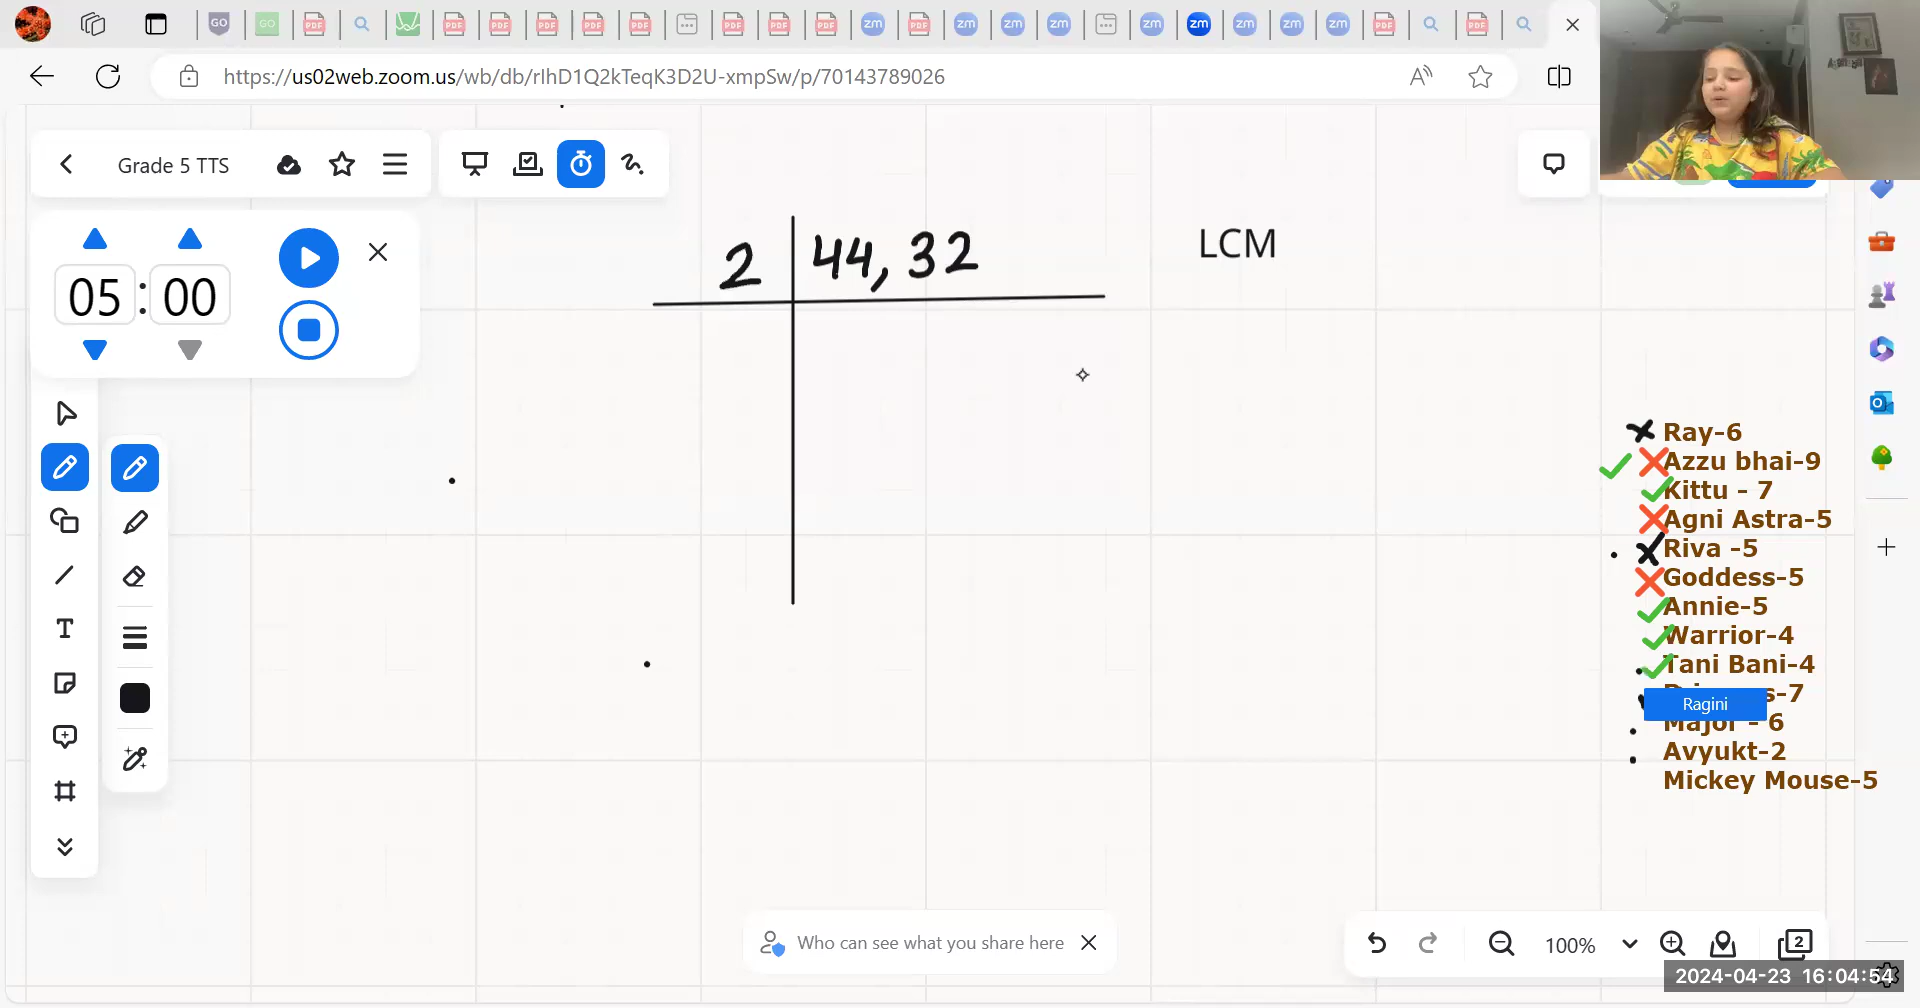 https://us02web.zoom.us/wb/db/rIhD1Q2kTeqK3D2U-xmpSw/p/70143789026
Grade 5 TTS
05:00
2 | 44, 32
LCM
Ray-6
Azzu bhai-9
Kittu - 7
Agni Astra-5
Riva -5
Goddess-5
Annie-5
Warrior-4
Tani Bani-4
Ragini
Major - 6
Avyukt-2
Mickey Mouse-5
Who can see what you share here
100%
2
2024-04-23 16:04:54